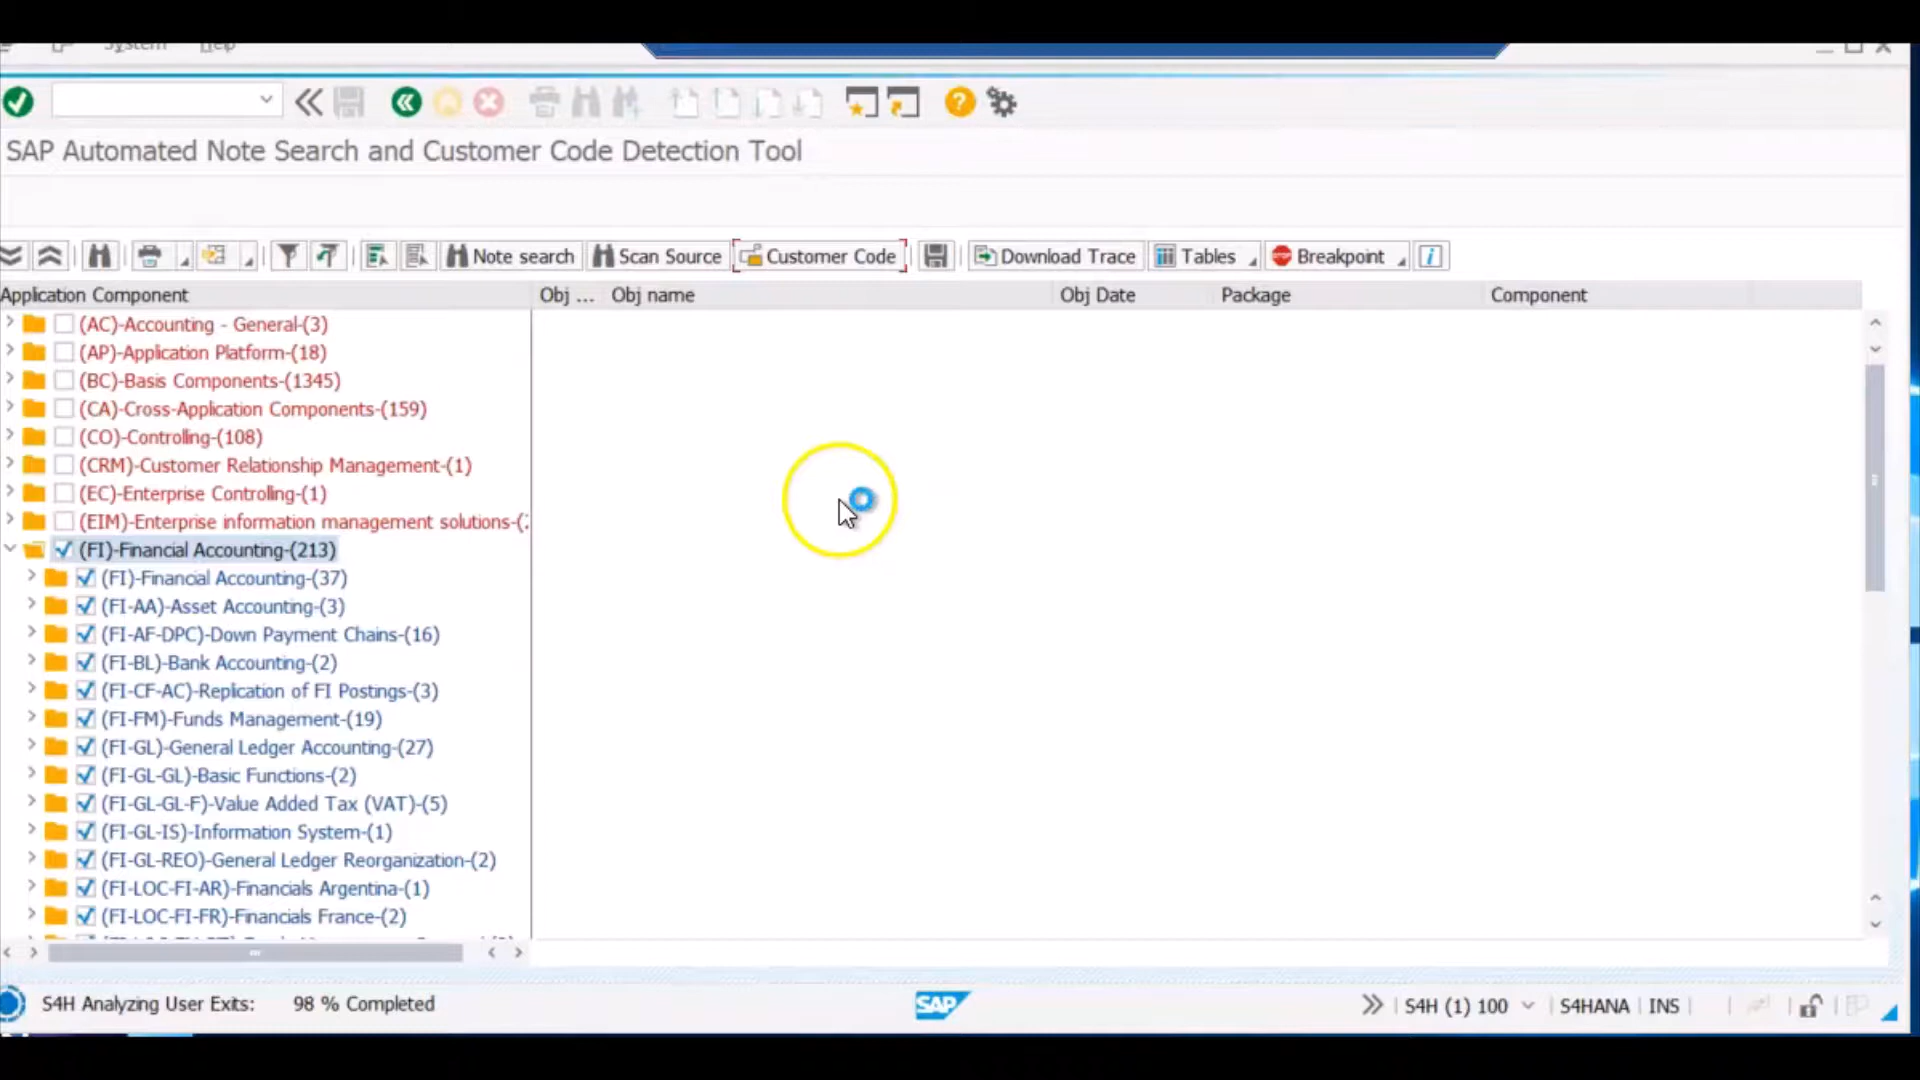 System Help
SAP Automated Note Search and Customer Code Detection Tool
Note search Scan Source Customer Code Download Trace Tables Breakpoint
Application Component Obj ... Obj name Obj Date Package Component
(AC)-Accounting - General-(3)
(AP)-Application Platform-(18)
(BC)-Basis Components-(1345)
(CA)-Cross-Application Components-(159)
(CO)-Controlling-(108)
(CRM)-Customer Relationship Management-(1)
(EC)-Enterprise Controlling-(1)
(EIM)-Enterprise information management solutions-(
(FI)-Financial Accounting-(213)
(FI)-Financial Accounting-(37)
(FI-AA)-Asset Accounting-(3)
(FI-AF-DPC)-Down Payment Chains-(16)
(FI-BL)-Bank Accounting-(2)
(FI-CF-AC)-Replication of FI Postings-(3)
(FI-FM)-Funds Management-(19)
(FI-GL)-General Ledger Accounting-(27)
(FI-GL-GL)-Basic Functions-(2)
(FI-GL-GL-F)-Value Added Tax (VAT)-(5)
(FI-GL-IS)-Information System-(1)
(FI-GL-REO)-General Ledger Reorganization-(2)
(FI-LOC-FI-AR)-Financials Argentina-(1)
(FI-LOC-FI-FR)-Financials France-(2)
S4H Analyzing User Exits: 98 % Completed SAP S4H (1) 100 S4HANA INS